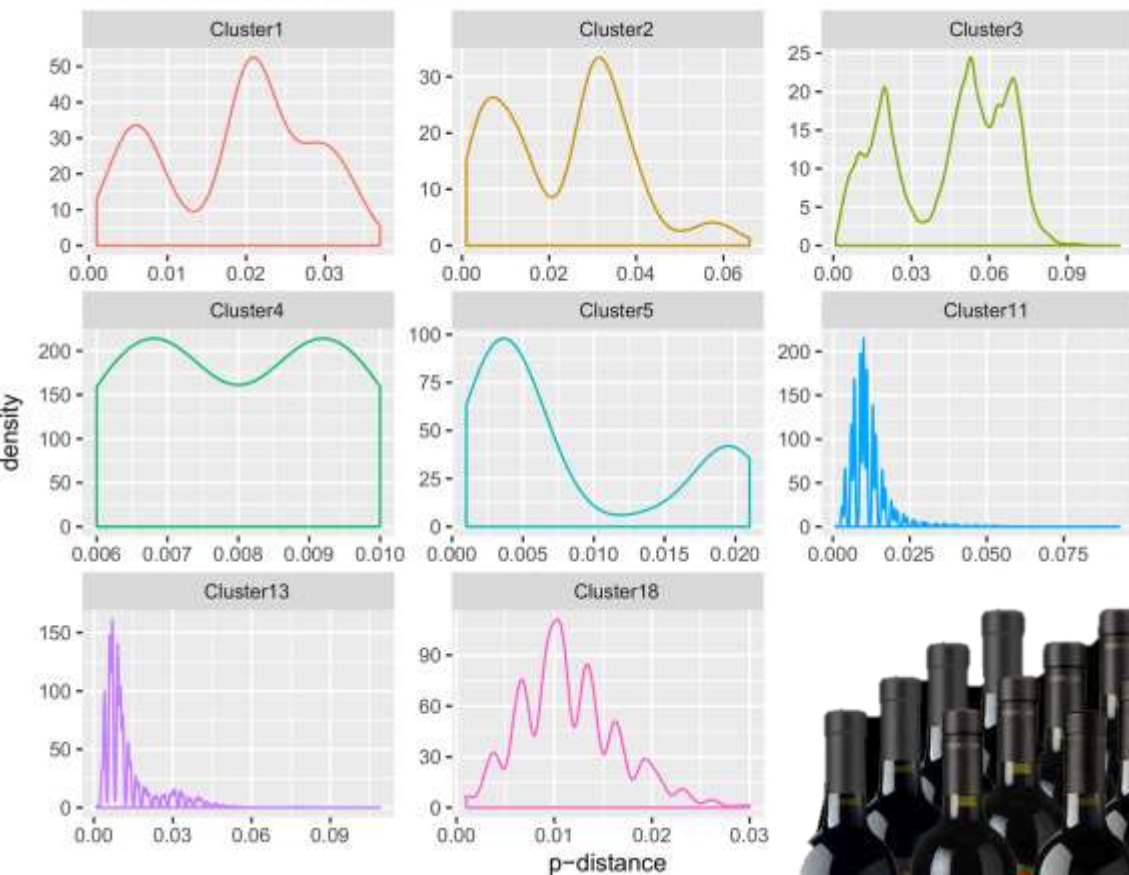 Cluster1 Cluster2 Cluster3
50 40 30 20 10 0
30 20 10 0
25 20 15 10 5 0
0.00 0.01 0.02 0.03
0.00 0.02 0.04 0.06
0.00 0.03 0.06 0.09
Cluster4 Cluster5 Cluster11
200 150 100 50 0
100 75 50 25 0
200 150 100 50 0
0.006 0.007 0.008 0.009 0.010
0.000 0.005 0.010 0.015 0.020
0.000 0.025 0.050 0.075
density
Cluster13 Cluster18
150 100 50 0
90 60 30 0
0.00 0.03 0.06 0.09
0.00 0.01 0.02 0.03
p-distance